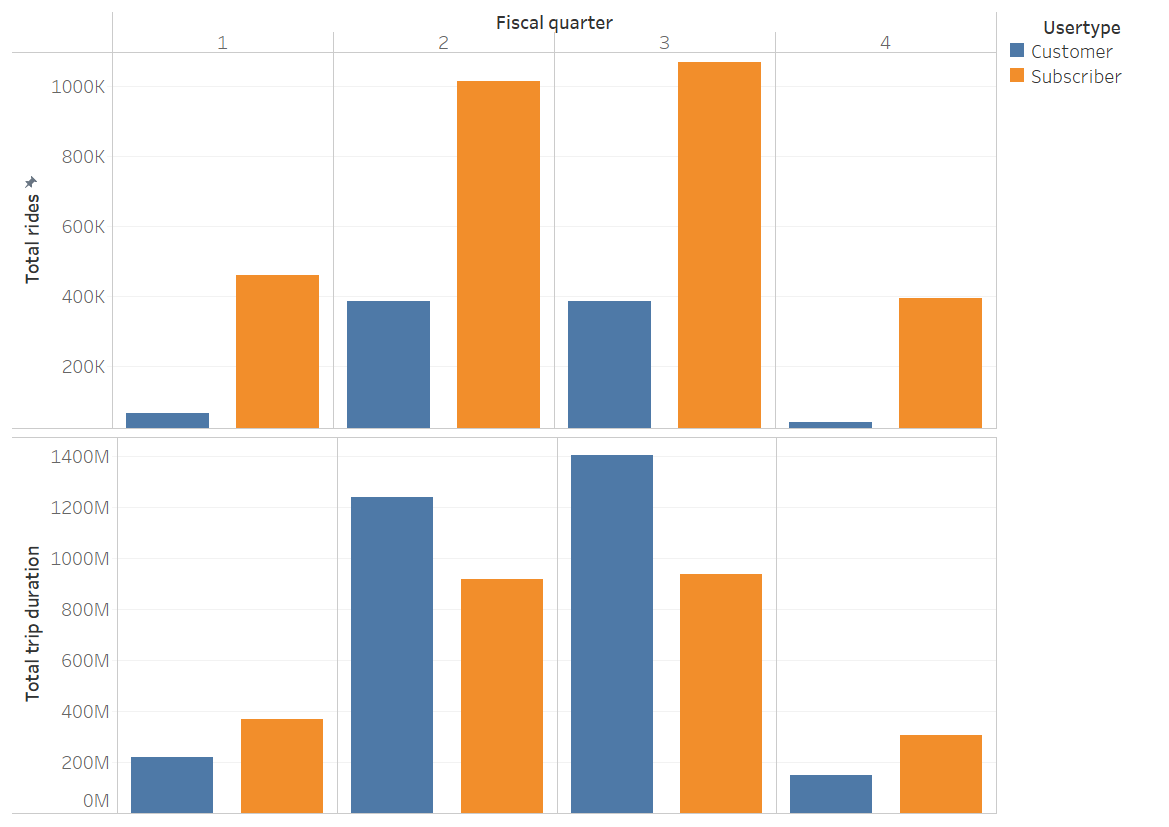 Fiscal quarter
1 2 3 4
Usertype
Customer
Subscriber
Total rides
1000K
800K
600K
400K
200K
Total trip duration
1400M
1200M
1000M
800M
600M
400M
200M
0M